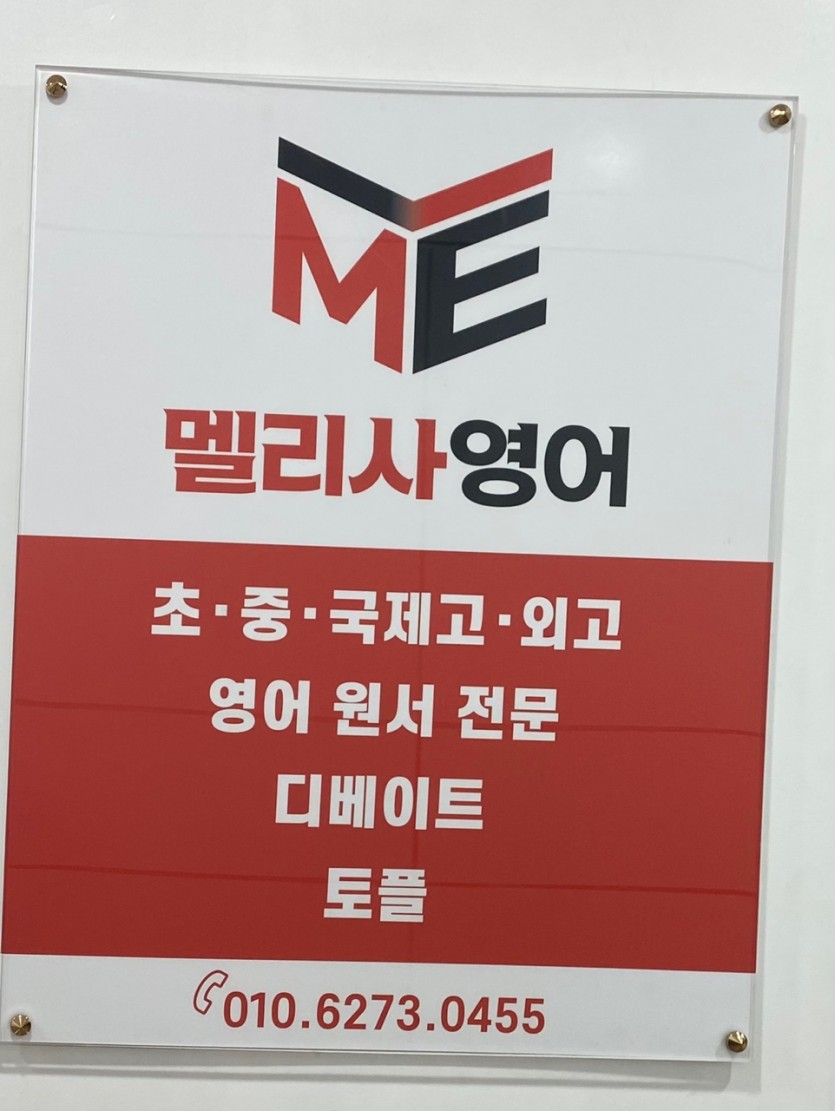 ME
멜리사영어
초·중·국제고·외고
영어 원서 전문
디베이트
토플
010.6273.0455